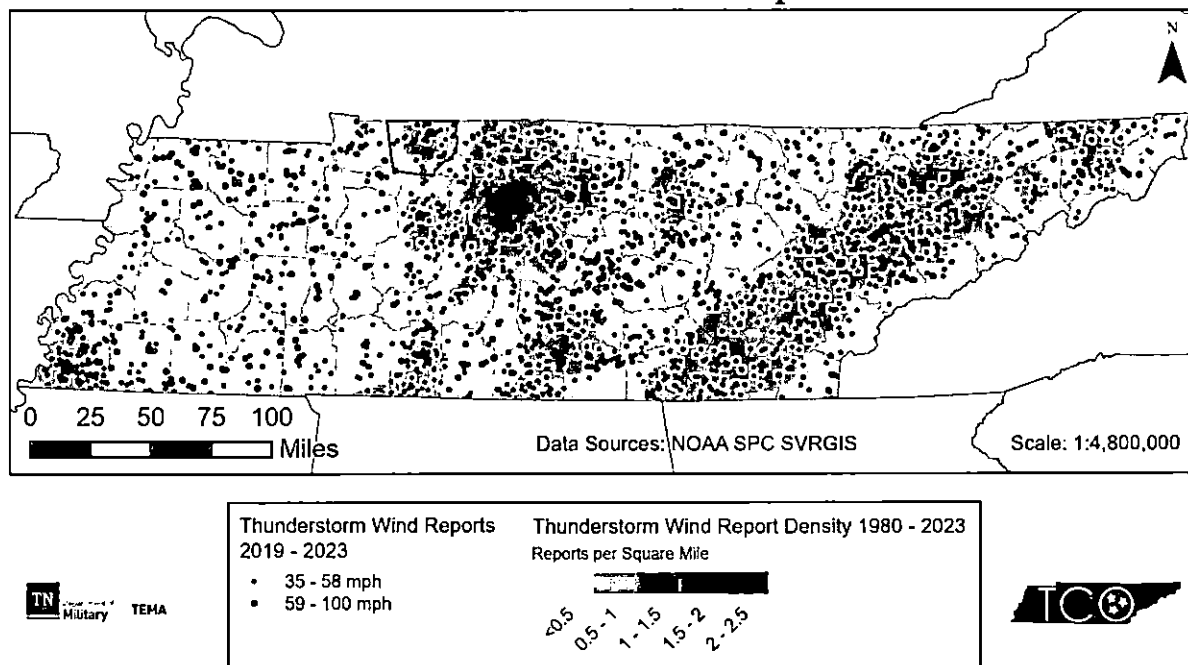 N
0 25 50 75 100
Miles
Data Sources: NOAA SPC SVRGIS
Scale: 1:4,800,000
Thunderstorm Wind Reports
2019 - 2023
35 - 58 mph
59 - 100 mph
Thunderstorm Wind Report Density 1980 - 2023
Reports per Square Mile
<0.5
0.5 - 1
1 - 1.5
1.5 - 2
2 - 2.5
TN
Military
TEMA
TCO